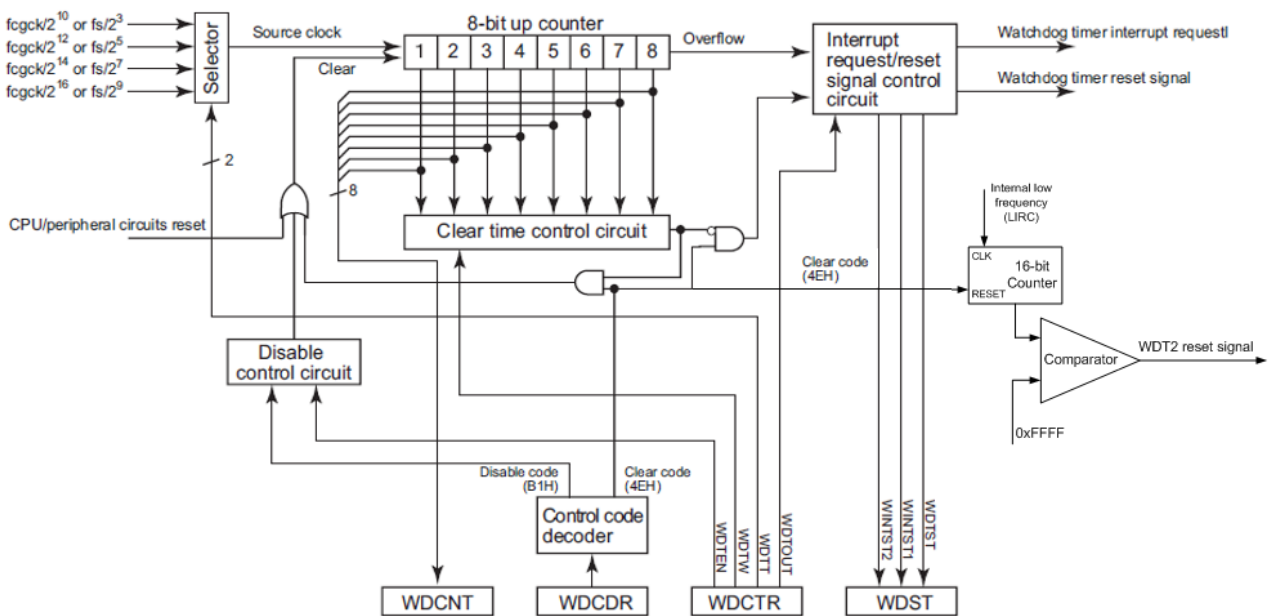 fcgck/2^10 or fs/2^3
fcgck/2^12 or fs/2^5
fcgck/2^14 or fs/2^7
fcgck/2^16 or fs/2^9
Selector
Source clock
Clear
8-bit up counter
1 2 3 4 5 6 7 8
Overflow
Interrupt
request/reset
signal control
circuit
Watchdog timer interrupt requestl
Watchdog timer reset signal
2
8
CPU/peripheral circuits reset
Clear time control circuit
Internal low
frequency
(LIRC)
Clear code
(4EH)
CLK
16-bit
Counter
RESET
Disable
control circuit
Comparator
WDT2 reset signal
0xFFFF
Disable code
(B1H)
Clear code
(4EH)
Control code
decoder
WDTEN
WDTW
WDTT
WDTOUT
WINTST2
WINTST1
WDTST
WDCNT
WDCDR
WDCTR
WDST